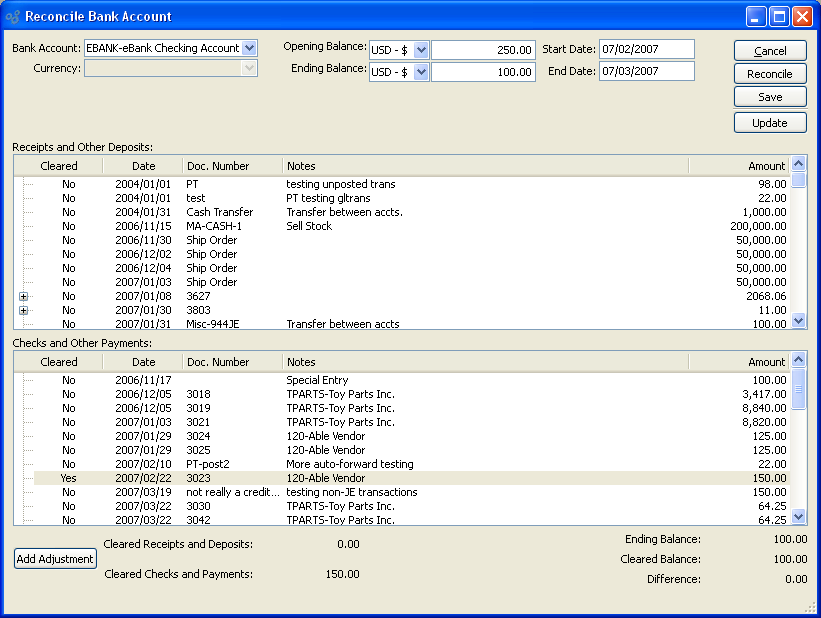 Reconcile Bank Account
Bank Account: EBANK-eBank Checking Account Opening Balance: USD - $ 250.00 Start Date: 07/02/2007 Cancel
Currency: Ending Balance: USD - $ 100.00 End Date: 07/03/2007 Reconcile
Save
Update
Receipts and Other Deposits:
Cleared Date Doc. Number Notes Amount
No 2004/01/01 PT testing unposted trans 98.00
No 2004/01/01 test PT testing gltrans 22.00
No 2004/01/31 Cash Transfer Transfer between accts. 1,000.00
No 2006/11/15 MA-CASH-1 Sell Stock 200,000.00
No 2006/11/30 Ship Order 50,000.00
No 2006/12/02 Ship Order 50,000.00
No 2006/12/04 Ship Order 50,000.00
No 2007/01/03 Ship Order 50,000.00
No 2007/01/08 3627 2068.06
No 2007/01/30 3803 11.00
No 2007/01/31 Misc-944JE Transfer between accts 100.00
Checks and Other Payments:
Cleared Date Doc. Number Notes Amount
No 2006/11/17 Special Entry 100.00
No 2006/12/05 3018 TPARTS-Toy Parts Inc. 3,417.00
No 2006/12/05 3019 TPARTS-Toy Parts Inc. 8,840.00
No 2007/01/03 3021 TPARTS-Toy Parts Inc. 8,820.00
No 2007/01/29 3024 120-Able Vendor 125.00
No 2007/01/29 3025 120-Able Vendor 125.00
No 2007/02/10 PT-post2 More auto-forward testing 22.00
Yes 2007/02/22 3023 120-Able Vendor 150.00
No 2007/03/19 not really a credit... testing non-JE transactions 150.00
No 2007/03/22 3030 TPARTS-Toy Parts Inc. 64.25
No 2007/03/22 3042 TPARTS-Toy Parts Inc. 64.25
Add Adjustment
Cleared Receipts and Deposits: 0.00
Cleared Checks and Payments: 150.00
Ending Balance: 100.00
Cleared Balance: 100.00
Difference: 0.00